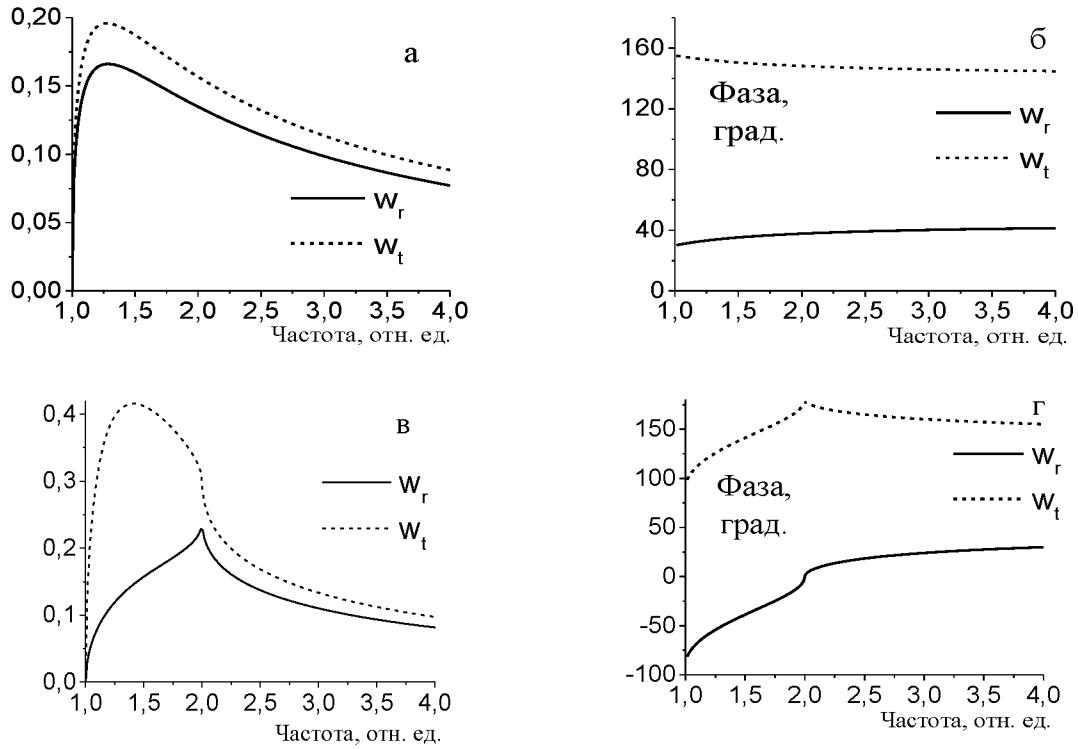 0,20
0,15
0,10
0,05
0,00
1,0 1,5 2,0 2,5 3,0 3,5 4,0
Частота, отн. ед.
а
w_r
w_t
160
120
80
40
0
1,0 1,5 2,0 2,5 3,0 3,5 4,0
Частота, отн. ед.
б
Фаза,
град.
w_r
w_t
0,4
0,3
0,2
0,1
0,0
1,0 1,5 2,0 2,5 3,0 3,5 4,0
Частота, отн. ед.
в
w_r
w_t
150
100
50
0
-50
-100
1,0 1,5 2,0 2,5 3,0 3,5 4,0
Частота, отн. ед.
г
Фаза,
град.
w_r
w_t